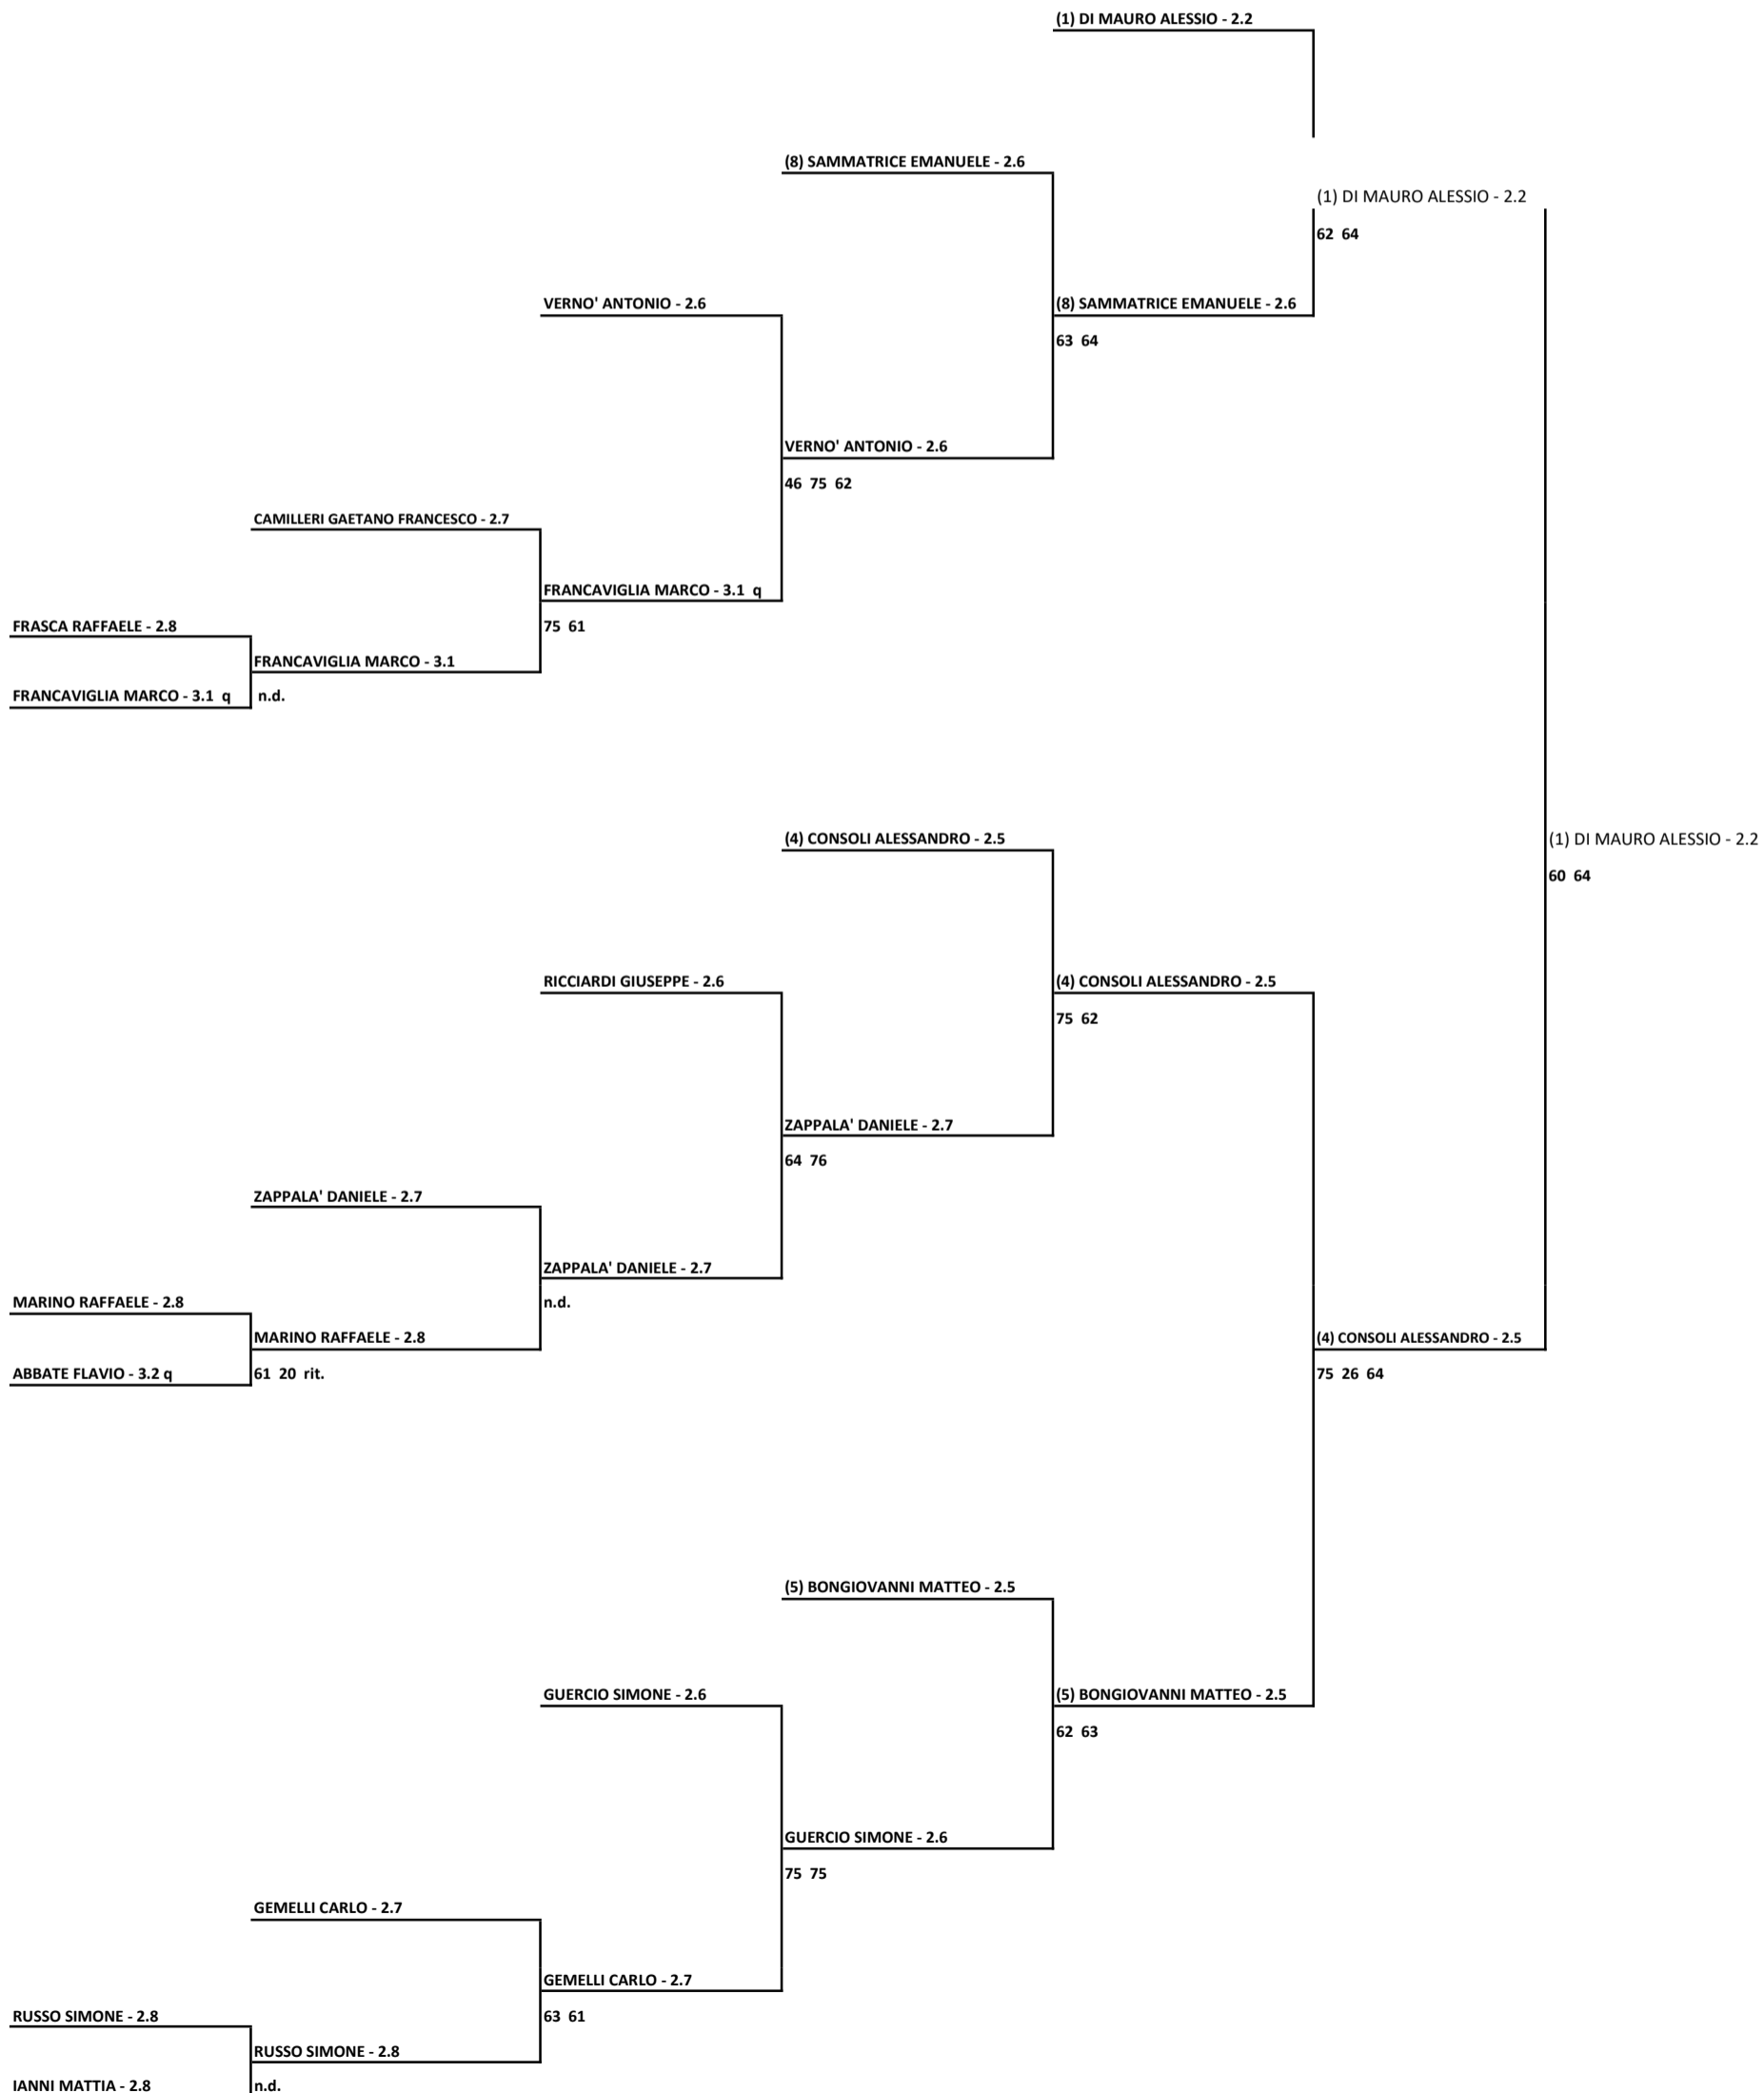 (1) DI MAURO ALESSIO - 2.2
(8) SAMMATRICE EMANUELE - 2.6
(1) DI MAURO ALESSIO - 2.2
62 64
VERNO' ANTONIO - 2.6
(8) SAMMATRICE EMANUELE - 2.6
63 64
VERNO' ANTONIO - 2.6
46 75 62
CAMILLERI GAETANO FRANCESCO - 2.7
FRANCAVIGLIA MARCO - 3.1 q
FRASCA RAFFAELE - 2.8
75 61
FRANCAVIGLIA MARCO - 3.1
FRANCAVIGLIA MARCO - 3.1 q
n.d.
(4) CONSOLI ALESSANDRO - 2.5
(1) DI MAURO ALESSIO - 2.2
60 64
RICCIARDI GIUSEPPE - 2.6
(4) CONSOLI ALESSANDRO - 2.5
75 62
ZAPPALA' DANIELE - 2.7
64 76
ZAPPALA' DANIELE - 2.7
ZAPPALA' DANIELE - 2.7
MARINO RAFFAELE - 2.8
n.d.
MARINO RAFFAELE - 2.8
(4) CONSOLI ALESSANDRO - 2.5
ABBATE FLAVIO - 3.2 q
61 20 rit.
75 26 64
(5) BONGIOVANNI MATTEO - 2.5
GUERCIO SIMONE - 2.6
(5) BONGIOVANNI MATTEO - 2.5
62 63
GUERCIO SIMONE - 2.6
75 75
GEMELLI CARLO - 2.7
GEMELLI CARLO - 2.7
RUSSO SIMONE - 2.8
63 61
RUSSO SIMONE - 2.8
IANNI MATTIA - 2.8
n.d.